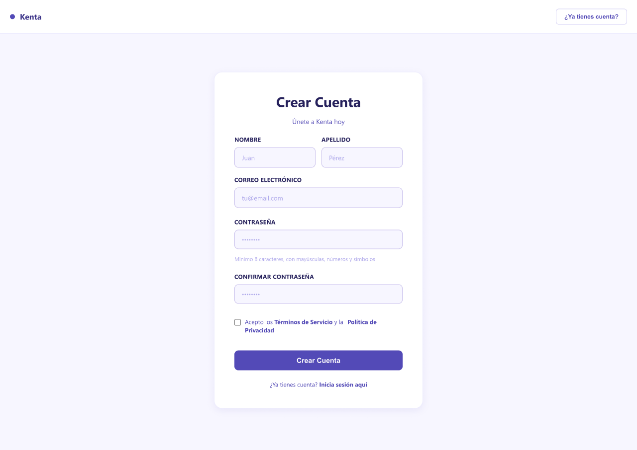 Kenta
¿Ya tienes cuenta?
Crear Cuenta
Únete a Kenta hoy
NOMBRE
APELLIDO
Juan
Pérez
CORREO ELECTRÓNICO
tu@email.com
CONTRASEÑA
••••••••
Mínimo 8 caracteres, con mayúsculas, números y símbolos
CONFIRMAR CONTRASEÑA
••••••••
Acepto los Términos de Servicio y la Política de
Privacidad
Crear Cuenta
¿Ya tienes cuenta? Inicia sesión aquí